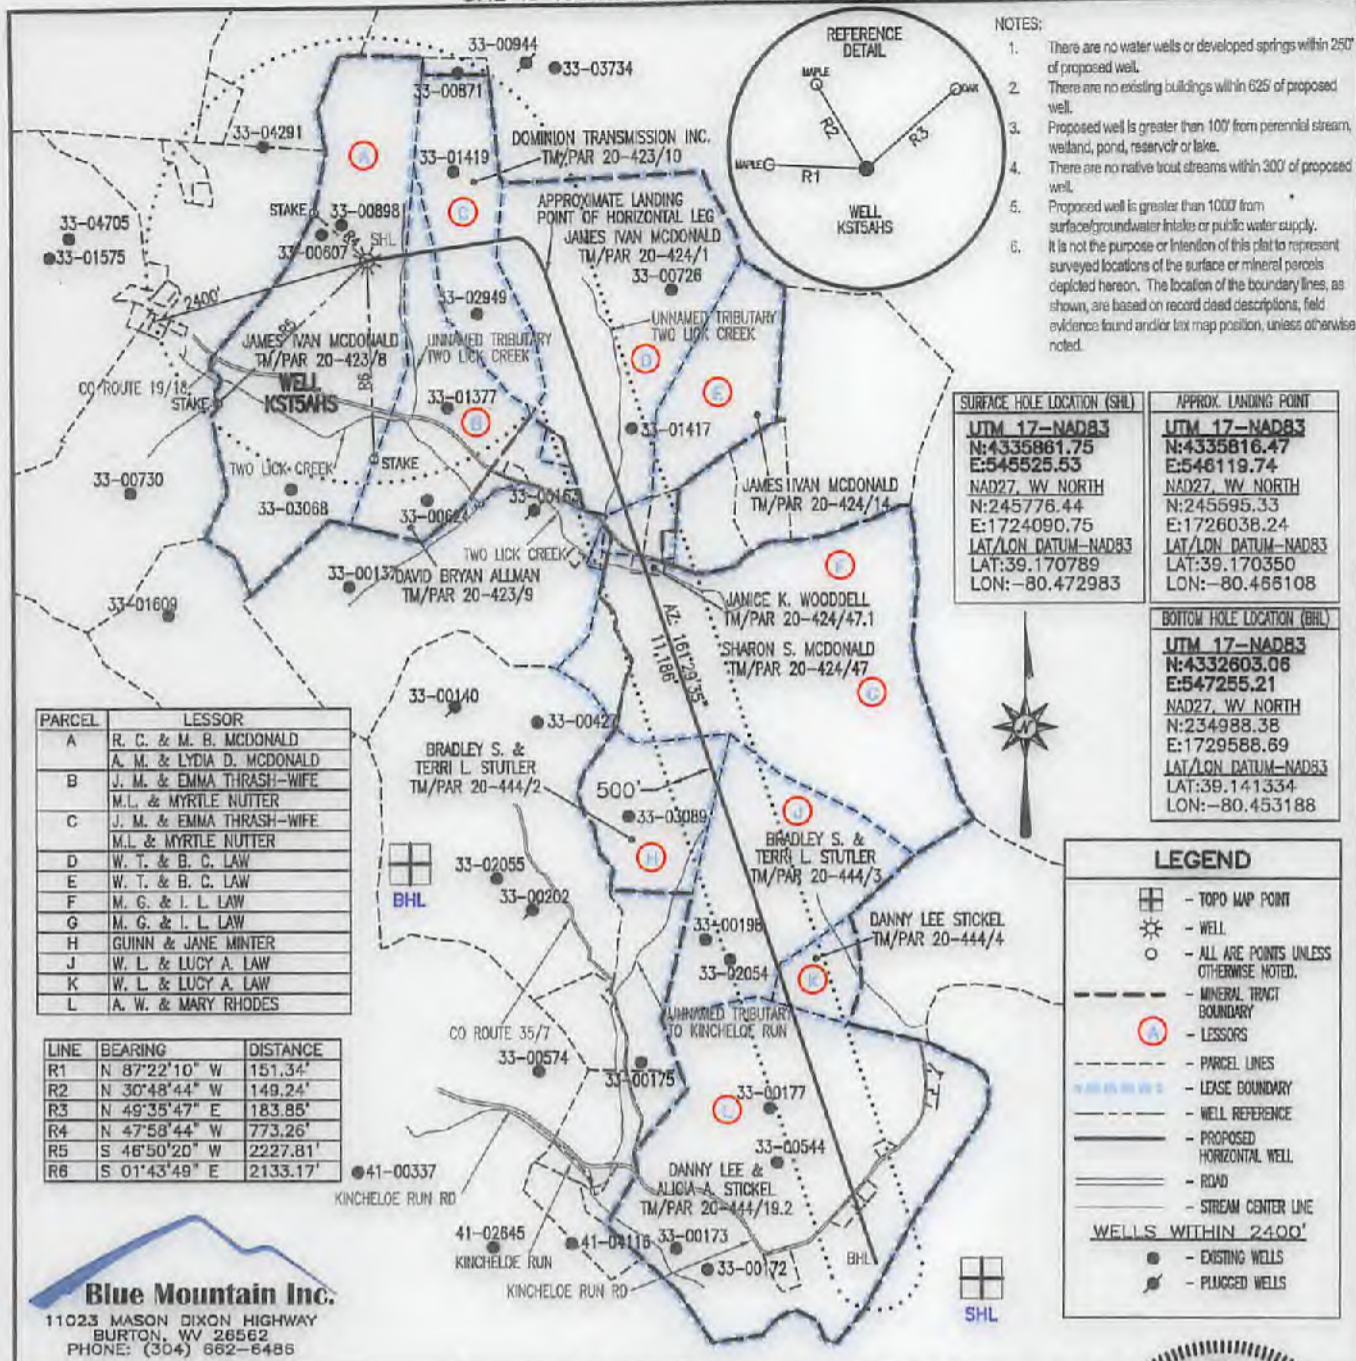 REFERENCE
DETAIL
MAPLE
OAK
R2
R3
MAPLE
R1
WELL
KST5AHS
NOTES:
1. There are no water wells or developed springs within 250'
of proposed well.
2. There are no existing buildings within 625' of proposed
well.
3. Proposed well is greater than 100' from perennial stream,
wetland, pond, reservoir or lake.
4. There are no native trout streams within 300' of proposed
well.
5. Proposed well is greater than 1000' from
surface/groundwater intake or public water supply.
6. It is not the purpose or intention of this plat to represent
surveyed locations of the surface or mineral parcels
depicted hereon. The location of the boundary lines, as
shown, are based on record deed descriptions, field
evidence found and/or tax map position, unless otherwise
noted.
33-00944
33-03734
33-00871
33-04291
A
33-01419
DOMINION TRANSMISSION INC.
TM/PAR 20-423/10
C
APPROXIMATE LANDING
POINT OF HORIZONTAL LEG
JAMES IVAN MCDONALD
TM/PAR 20-424/1
33-00726
33-04705
33-01575
STAKE
33-00898
R4
SHL
33-00607
2400'
33-02949
UNNAMED TRIBUTARY
TWO LICK CREEK
UNNAMED TRIBUTARY
TWO LICK CREEK
JAMES IVAN MCDONALD
TM/PAR 20-423/8
R5
R6
CO ROUTE 19/18
STAKE
WELL
KST5AHS
33-01377
B
D
E
33-01417
TWO LICK CREEK
STAKE
33-00730
33-03068
33-00624
33-00163
JAMES IVAN MCDONALD
TM/PAR 20-424/14
TWO LICK CREEK
33-00137
DAVID BRYAN ALLMAN
TM/PAR 20-423/9
33-01609
F
JANICE K. WOODDELL
TM/PAR 20-424/47.1
SHARON S. MCDONALD
TM/PAR 20-424/47
G
AZ: 161°29'35"
11,186'
SURFACE HOLE LOCATION (SHL)
UTM 17-NAD83
N:4335861.75
E:545525.53
NAD27, WV NORTH
N:245776.44
E:1724090.75
LAT/LON DATUM-NAD83
LAT:39.170789
LON:-80.472983
APPROX. LANDING POINT
UTM 17-NAD83
N:4335816.47
E:546119.74
NAD27, WV NORTH
N:245595.33
E:1726038.24
LAT/LON DATUM-NAD83
LAT:39.170350
LON:-80.466108
BOTTOM HOLE LOCATION (BHL)
UTM 17-NAD83
N:4332603.06
E:547255.21
NAD27, WV NORTH
N:234988.38
E:1729588.69
LAT/LON DATUM-NAD83
LAT:39.141334
LON:-80.453188
N
33-00140
33-00427
BRADLEY S. &
TERRI L. STUTLER
TM/PAR 20-444/2
500'
33-03089
H
J
BRADLEY S. &
TERRI L. STUTLER
TM/PAR 20-444/3
BHL
33-02055
33-00202
33-00198
33-02054
DANNY LEE STICKEL
TM/PAR 20-444/4
K
UNNAMED TRIBUTARY
TO KINCHELOE RUN
CO ROUTE 35/7
33-00574
33-00175
33-00177
L
33-00544
DANNY LEE &
ALICIA A. STICKEL
TM/PAR 20-444/19.2
41-00337
KINCHELOE RUN RD
41-02645
41-04116
33-00173
33-00172
KINCHELOE RUN
KINCHELOE RUN RD
BHL
SHL
PARCEL LESSOR
A R. C. & M. B. MCDONALD
A. M. & LYDIA D. MCDONALD
B J. M. & EMMA THRASH-WIFE
M.L. & MYRTLE NUTTER
C J. M. & EMMA THRASH-WIFE
M.L & MYRTLE NUTTER
D W. T. & B. C. LAW
E W. T. & B. C. LAW
F M. G. & I. L. LAW
G M. G. & I. L. LAW
H GUINN & JANE MINTER
J W. L. & LUCY A. LAW
K W. L. & LUCY A. LAW
L A. W. & MARY RHODES
LINE BEARING DISTANCE
R1 N 87°22'10" W 151.34'
R2 N 30°48'44" W 149.24'
R3 N 49°35'47" E 183.85'
R4 N 47°58'44" W 773.26'
R5 S 46°50'20" W 2227.81'
R6 S 01°43'49" E 2133.17'
LEGEND
- TOPO MAP POINT
- WELL
- ALL ARE POINTS UNLESS
OTHERWISE NOTED.
- MINERAL TRACT
BOUNDARY
A - LESSORS
- PARCEL LINES
- LEASE BOUNDARY
- WELL REFERENCE
- PROPOSED
HORIZONTAL WELL
- ROAD
- STREAM CENTER LINE
WELLS WITHIN 2400'
- EXISTING WELLS
- PLUGGED WELLS
Blue Mountain Inc.
11023 MASON DIXON HIGHWAY
BURTON, WV 26562
PHONE: (304) 662-6486